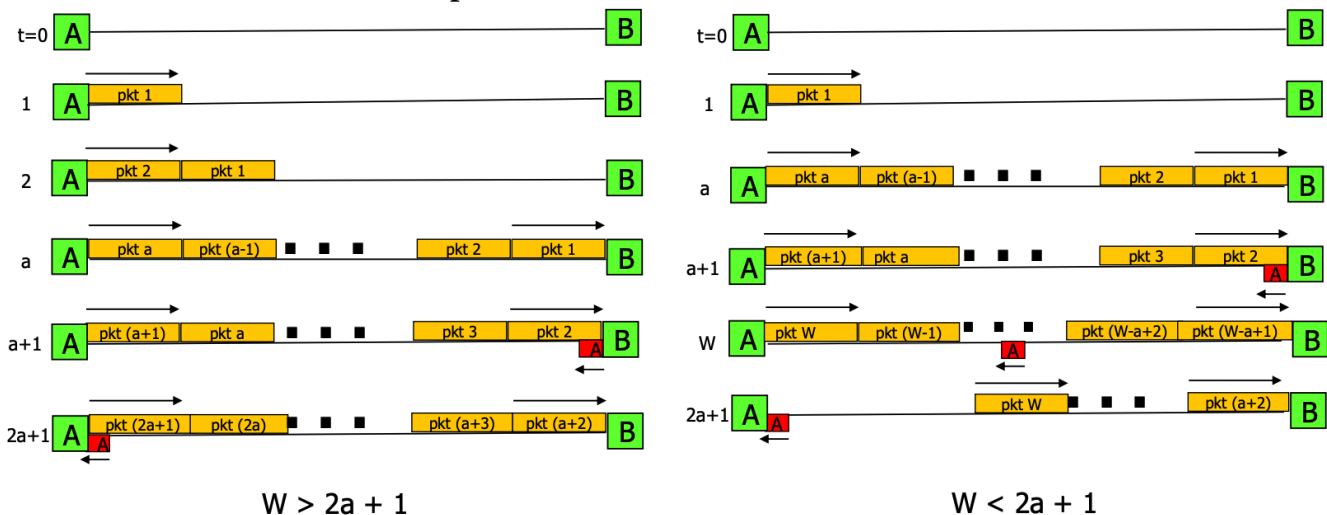 t=0 A B
1 A pkt 1 B
2 A pkt 2 pkt 1 B
a A pkt a pkt (a-1) pkt 2 pkt 1 B
a+1 A pkt (a+1) pkt a pkt 3 pkt 2 A B
2a+1 A pkt (2a+1) pkt (2a) pkt (a+3) pkt (a+2) B
A
W > 2a + 1
t=0 A B
1 A pkt 1 B
a A pkt a pkt (a-1) pkt 2 pkt 1 B
a+1 A pkt (a+1) pkt a pkt 3 pkt 2 B
A
W A pkt W pkt (W-1) pkt (W-a+2) pkt (W-a+1) B
A
2a+1 A pkt W pkt (a+2) B
A
W < 2a + 1